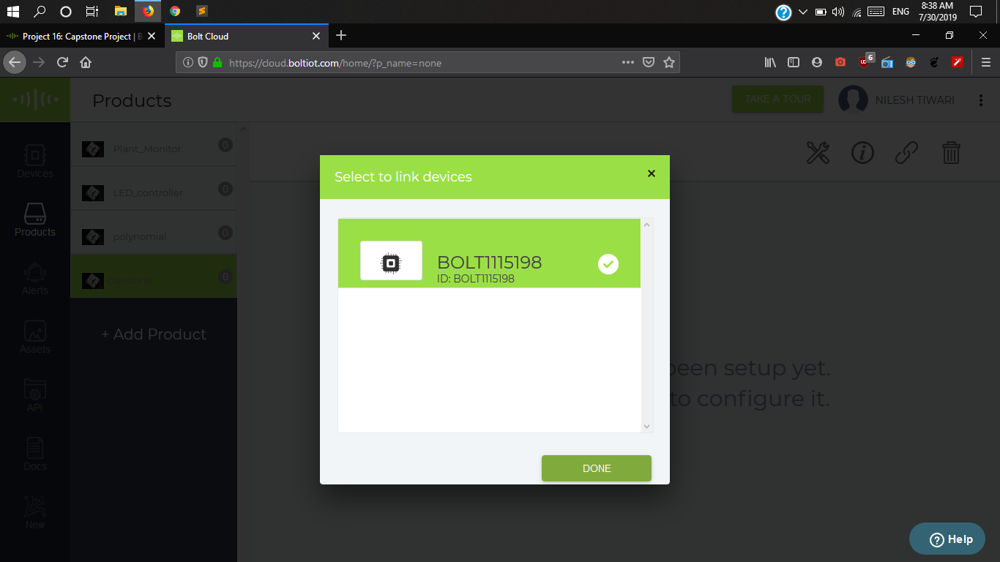 8:38 AM
ENG
7/30/2019
Project 16: Capstone Project | B
Bolt Cloud
https://cloud.boltiot.com/home/?p_name=none
6
Products
TAKE A TOUR
NILESH TIWARI
Devices
Products
Alerts
Assets
API
Docs
New
Plant_Monitor
0
LED_controller
0
polynomial
0
capstone
0
+ Add Product
Select to link devices
BOLT1115198
ID: BOLT1115198
DONE
been setup yet.
to configure it.
Help